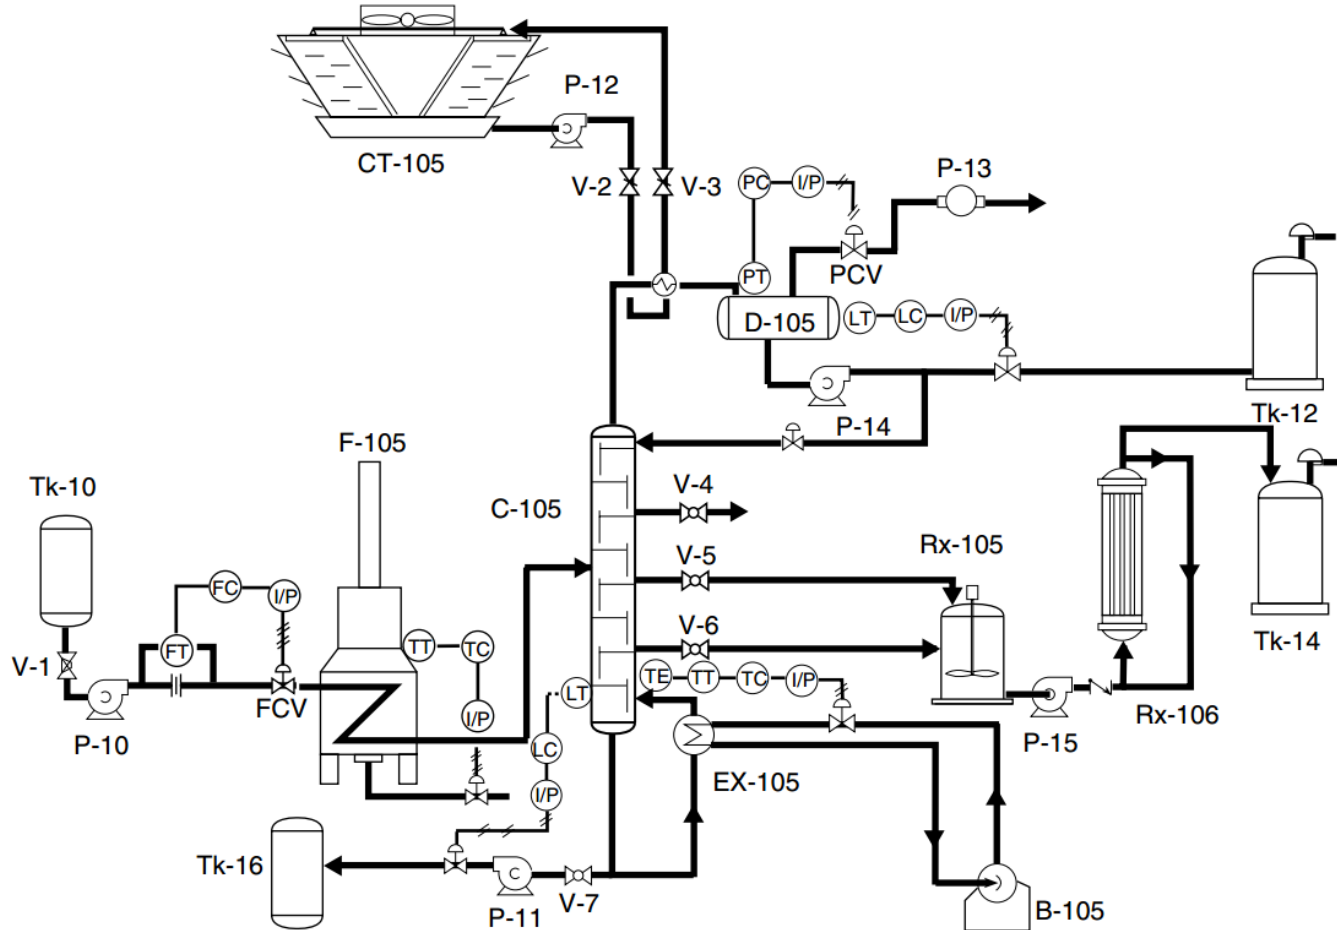 P-12
CT-105
V-2
V-3
PC
I/P
P-13
PT
PCV
D-105
LT
LC
I/P
Tk-12
P-14
F-105
Tk-10
C-105
V-4
V-5
Rx-105
V-6
Tk-14
FC
I/P
FT
TT
TC
V-1
FCV
P-10
I/P
LT
LC
I/P
TE
TT
TC
I/P
P-15
Rx-106
EX-105
Tk-16
P-11
V-7
B-105